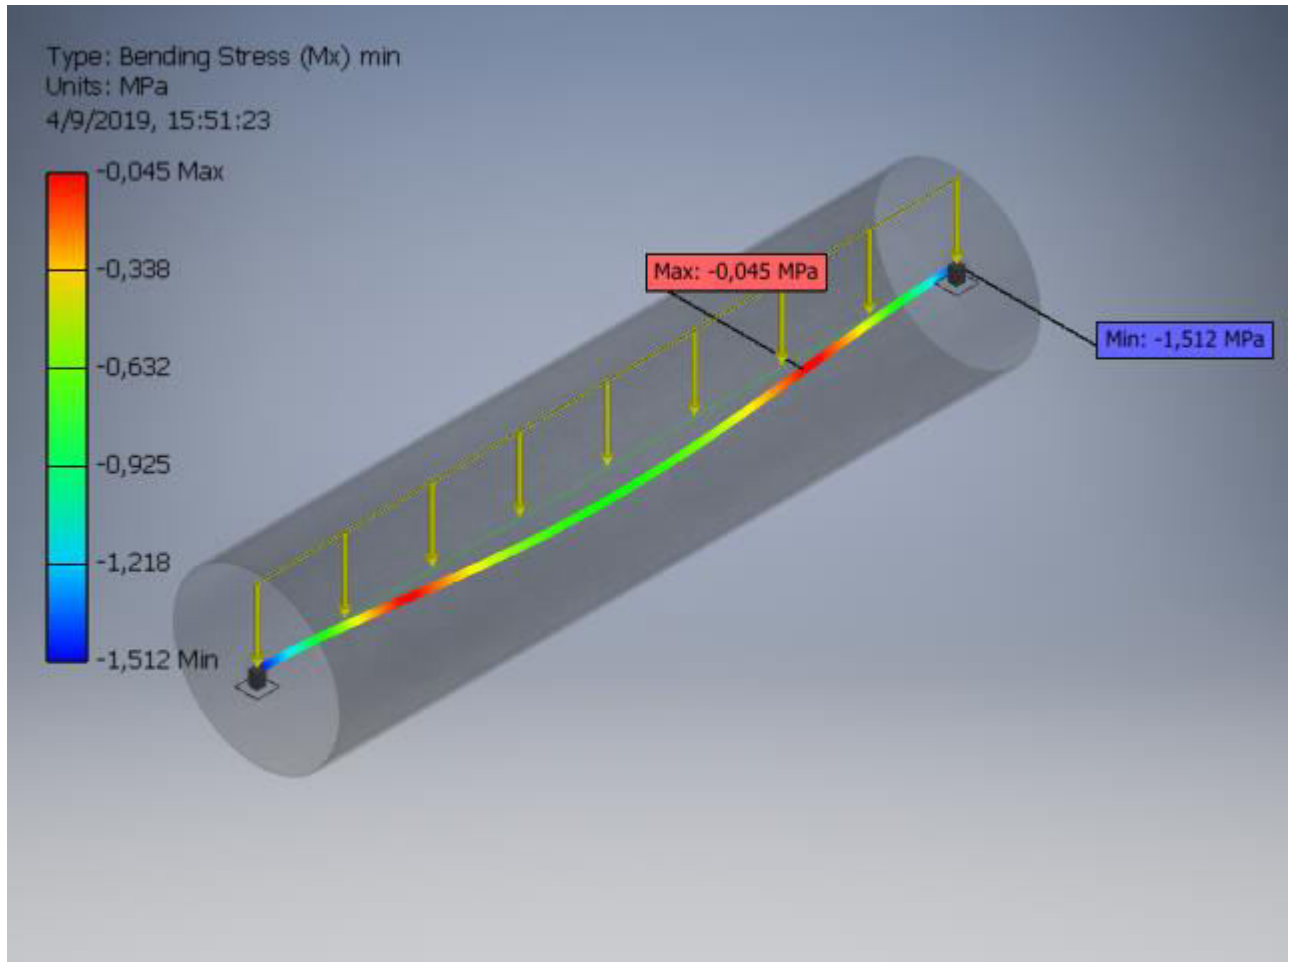 Type: Bending Stress (Mx) min
Units: MPa
4/9/2019, 15:51:23
-0,045 Max
-0,338
-0,632
-0,925
-1,218
-1,512 Min
Max: -0,045 MPa
Min: -1,512 MPa